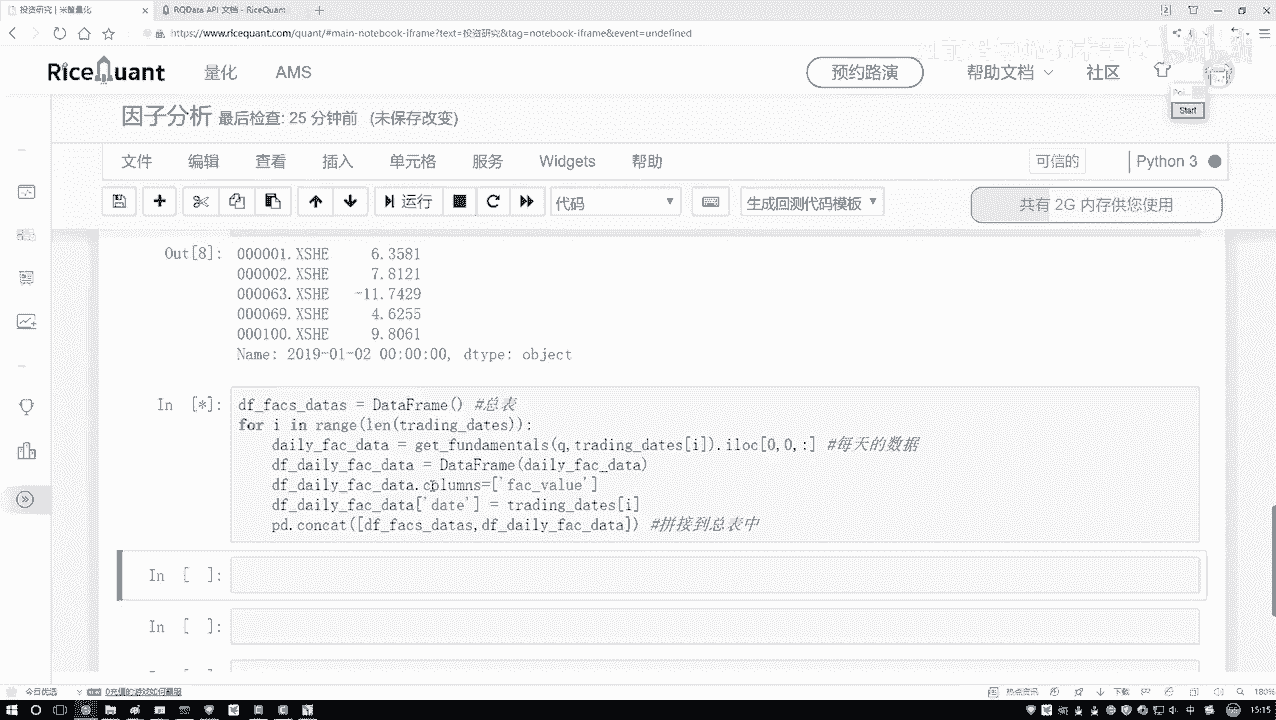 投资研究 | 米筐量化
RQData API 文档 - RiceQuant
https://www.ricequant.com/quant/#main-notebook-iframe?text=投资研究&tag=notebook-iframe&event=undefined
RiceQuant 量化 AMS 预约路演 帮助文档 社区
Start
因子分析 最后检查: 25 分钟前 (未保存改变)
文件 编辑 查看 插入 单元格 服务 Widgets 帮助 可信的 Python 3
运行 代码 生成回测代码模板 共有 2G 内存供您使用
Out[8]: 000001.XSHE 6.3581
000002.XSHE 7.8121
000063.XSHE -11.7429
000069.XSHE 4.6255
000100.XSHE 9.8061
Name: 2019-01-02 00:00:00, dtype: object
In [*]: df_facs_datas = DataFrame() #总表
for i in range(len(trading_dates)):
daily_fac_data = get_fundamentals(q,trading_dates[i]).iloc[0,0,:] #每天的数据
df_daily_fac_data = DataFrame(daily_fac_data)
df_daily_fac_data.columns=['fac_value']
df_daily_fac_data['date'] = trading_dates[i]
pd.concat([df_facs_datas,df_daily_fac_data]) #拼接到总表中
In [ ]:
In [ ]:
今日优选 热点资讯 下载 180%
中 15:15